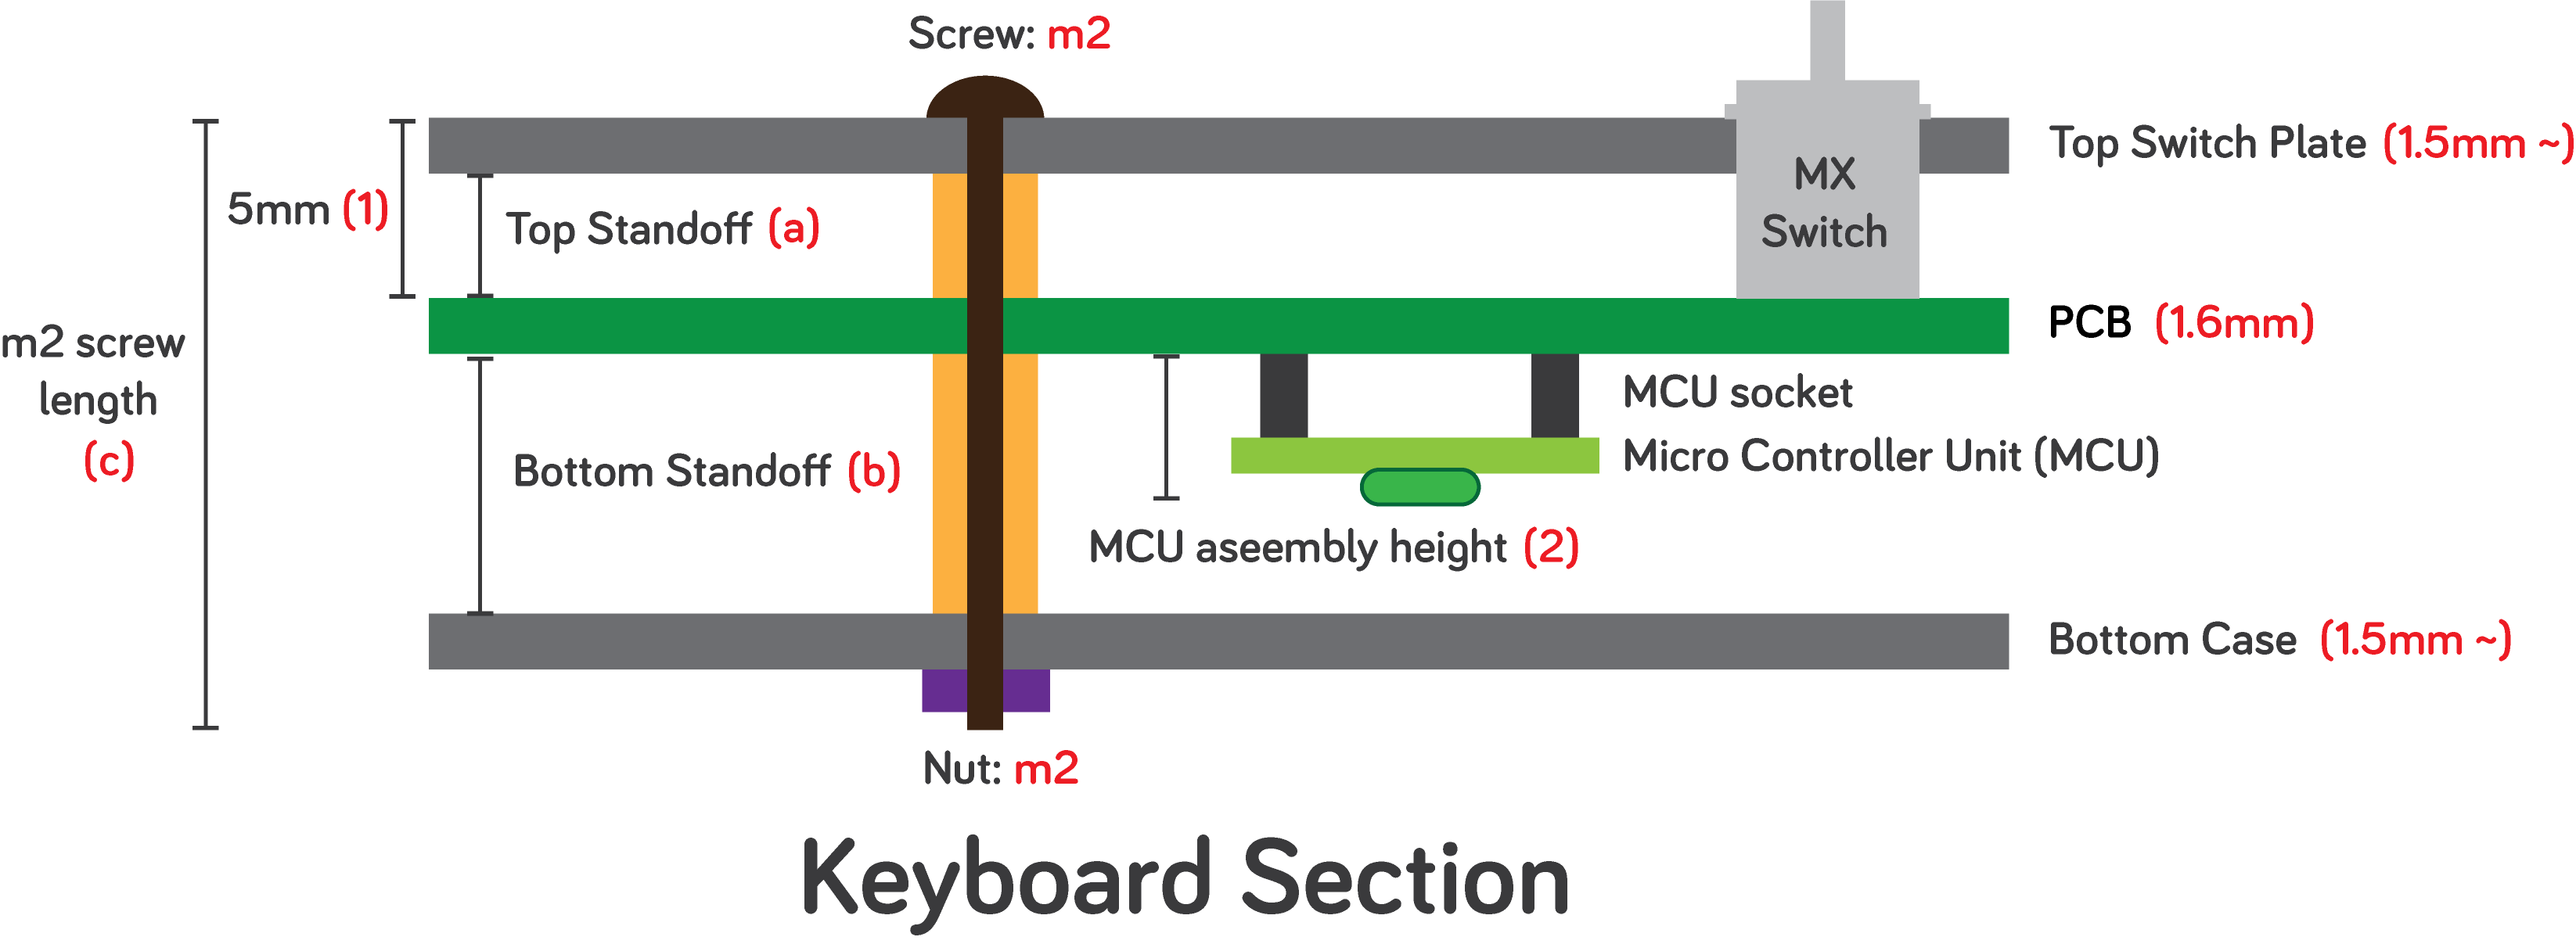 Screw: m2
Top Switch Plate (1.5mm ~)
MX
Switch
5mm (1)
Top Standoff (a)
PCB (1.6mm)
m2 screw
length
(c)
MCU socket
Bottom Standoff (b)
Micro Controller Unit (MCU)
MCU aseembly height (2)
Bottom Case (1.5mm ~)
Nut: m2
Keyboard Section